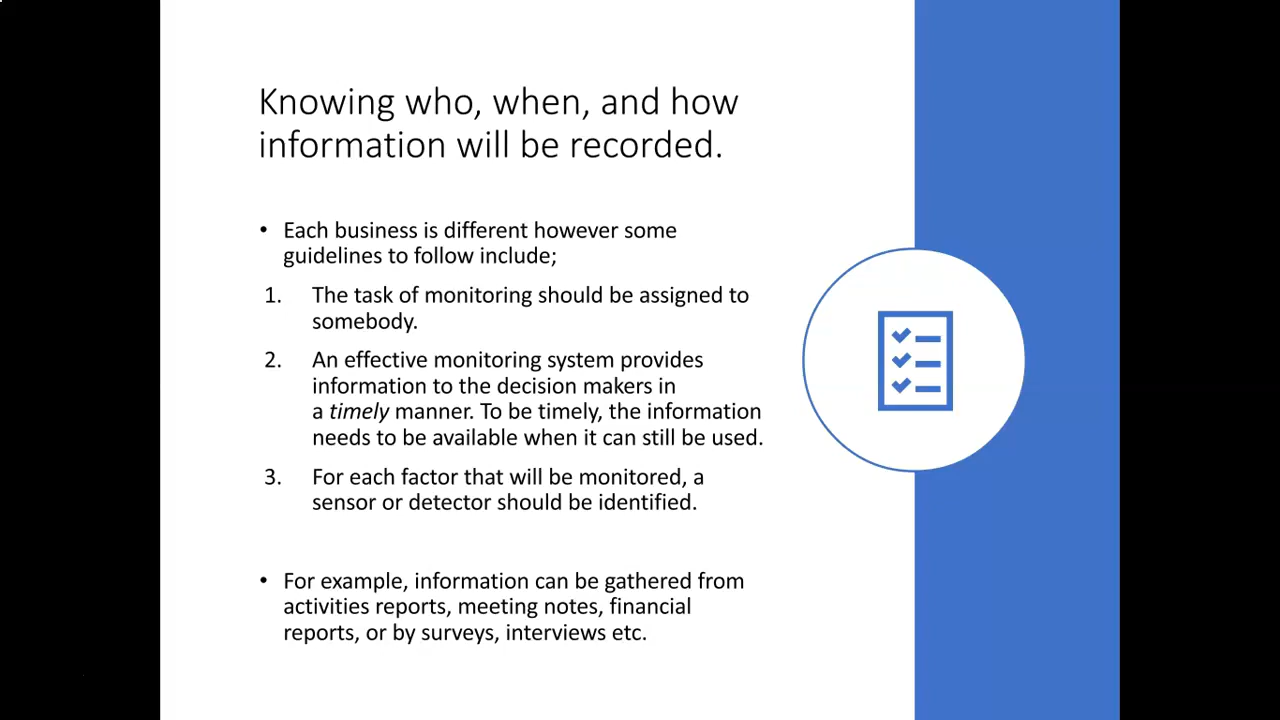 Knowing who, when, and how
information will be recorded.
• Each business is different however some
guidelines to follow include;
1. The task of monitoring should be assigned to
somebody.
2. An effective monitoring system provides
information to the decision makers in
a timely manner. To be timely, the information
needs to be available when it can still be used.
3. For each factor that will be monitored, a
sensor or detector should be identified.
• For example, information can be gathered from
activities reports, meeting notes, financial
reports, or by surveys, interviews etc.